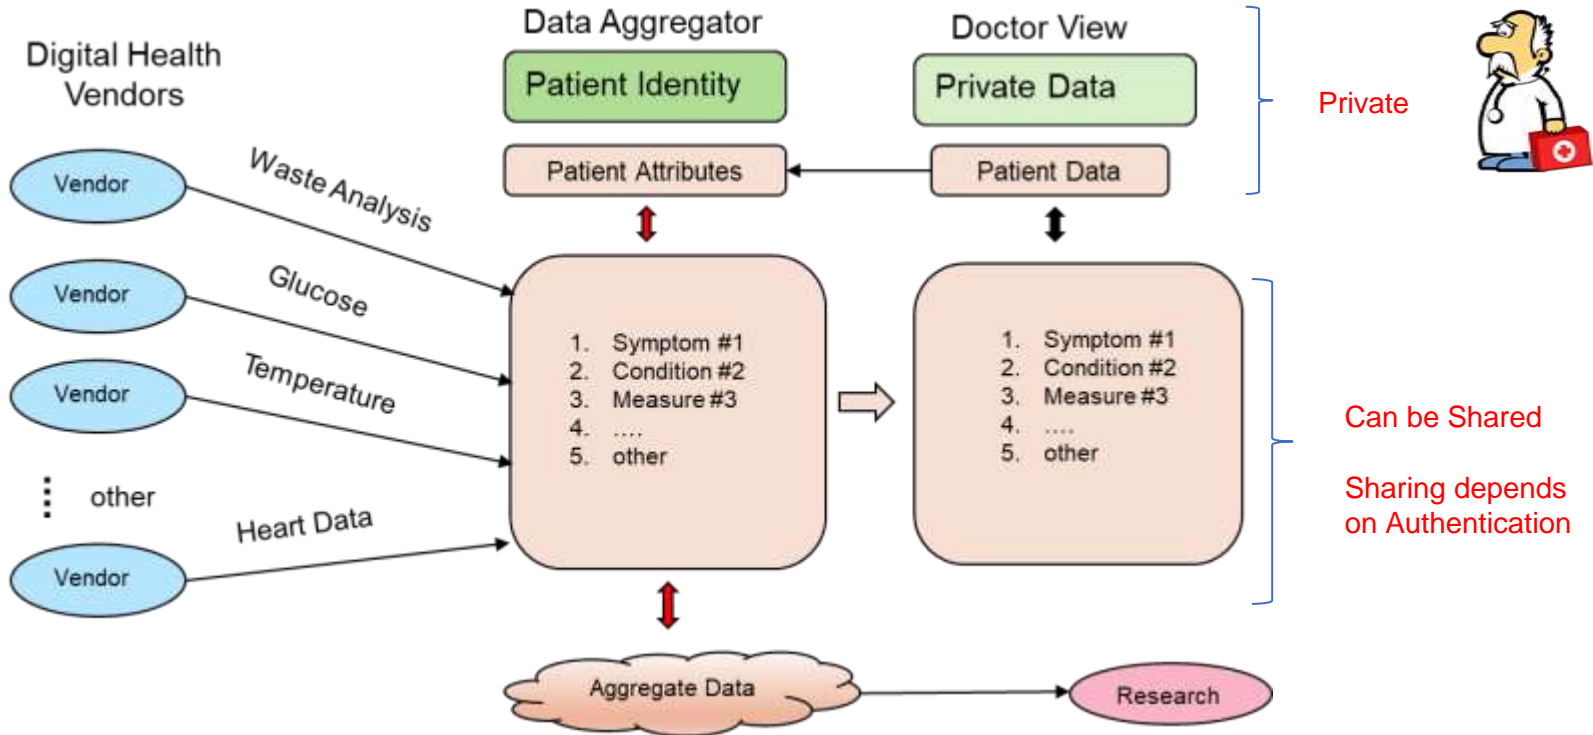 Digital Health
Vendors
Data Aggregator
Doctor View
Patient Identity
Private Data
Private
Patient Attributes
Patient Data
Vendor
Waste Analysis
Vendor
Glucose
Vendor
Temperature
other
Vendor
Heart Data
1. Symptom #1
2. Condition #2
3. Measure #3
4. ....
5. other
1. Symptom #1
2. Condition #2
3. Measure #3
4. ....
5. other
Can be Shared
Sharing depends
on Authentication
Aggregate Data
Research